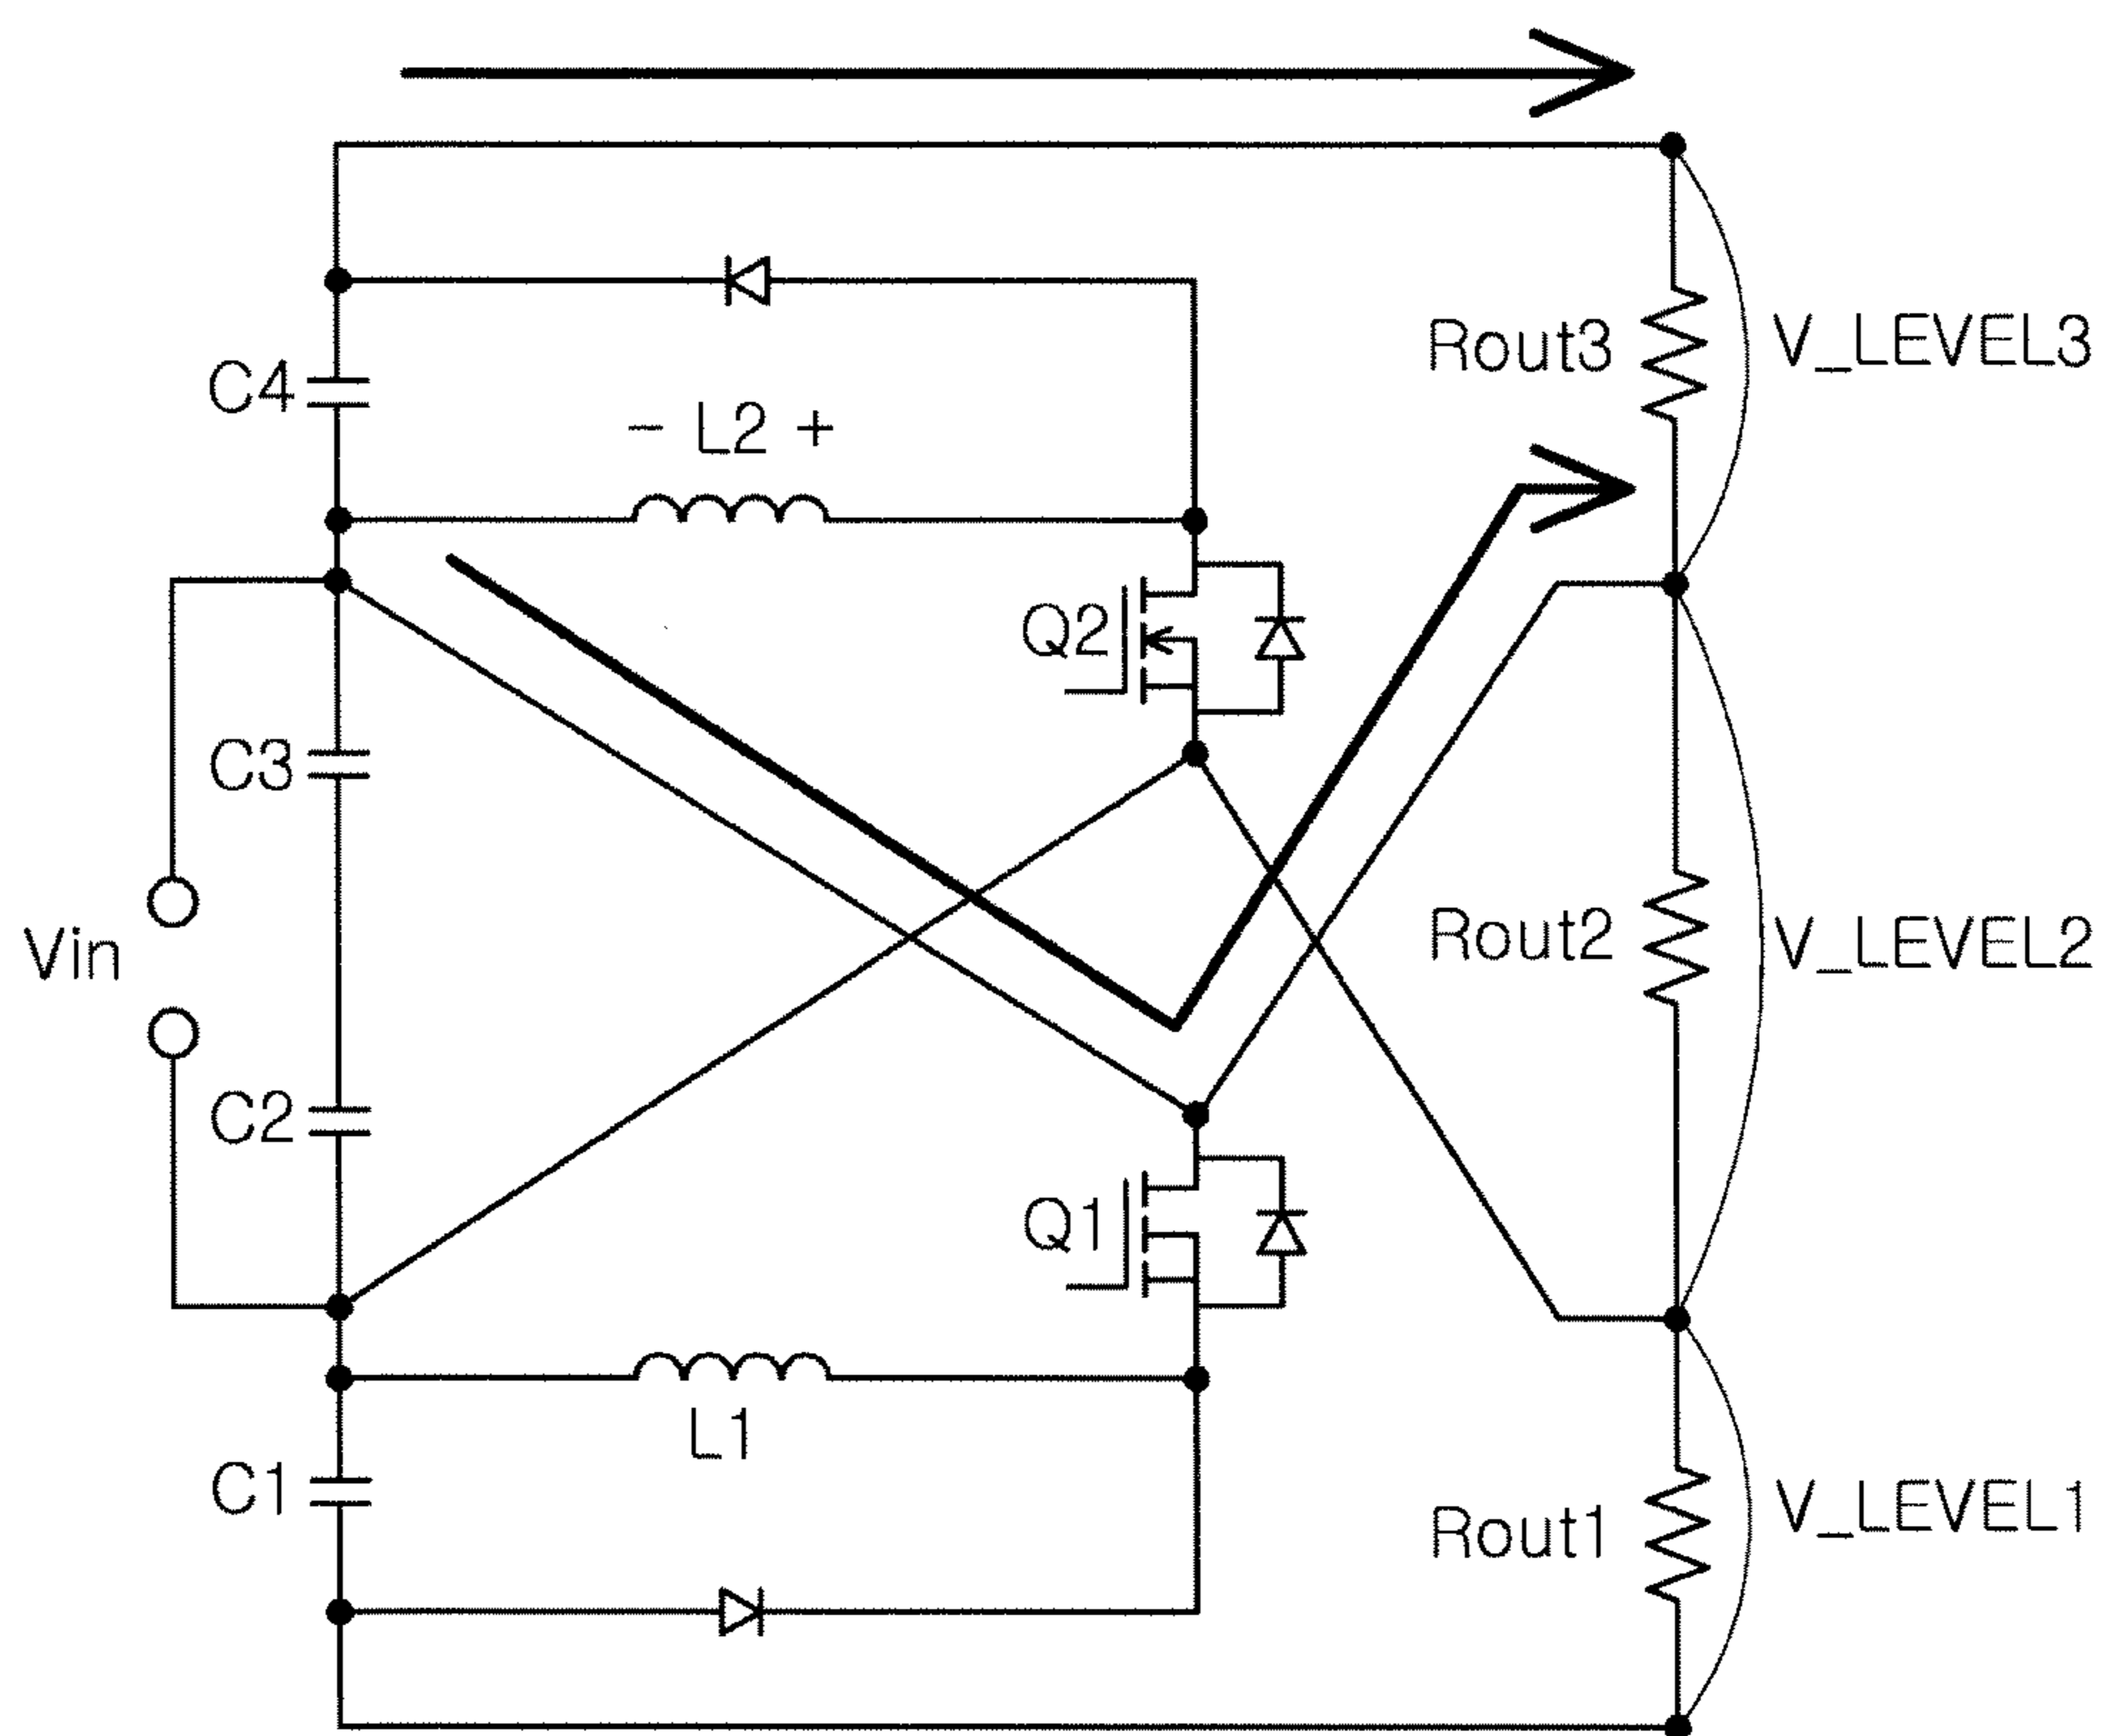 Rout3
V_LEVEL3
C4
- L2 +
Q2
C3
Rout2
V_LEVEL2
Vin
C2
Q1
L1
C1
Rout1
V_LEVEL1